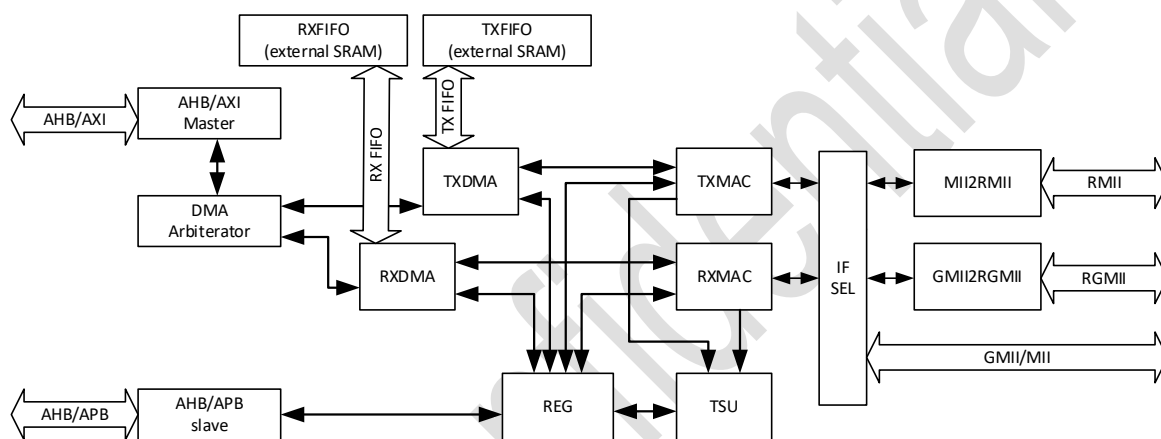 RXFIFO
(external SRAM)
TXFIFO
(external SRAM)
AHB/AXI
AHB/AXI
Master
RX FIFO
TX FIFO
TXDMA
TXMAC
MII2RMII
RMII
DMA
Arbiterator
RXDMA
RXMAC
IF
SEL
GMII2RGMII
RGMII
GMII/MII
AHB/APB
AHB/APB
slave
REG
TSU